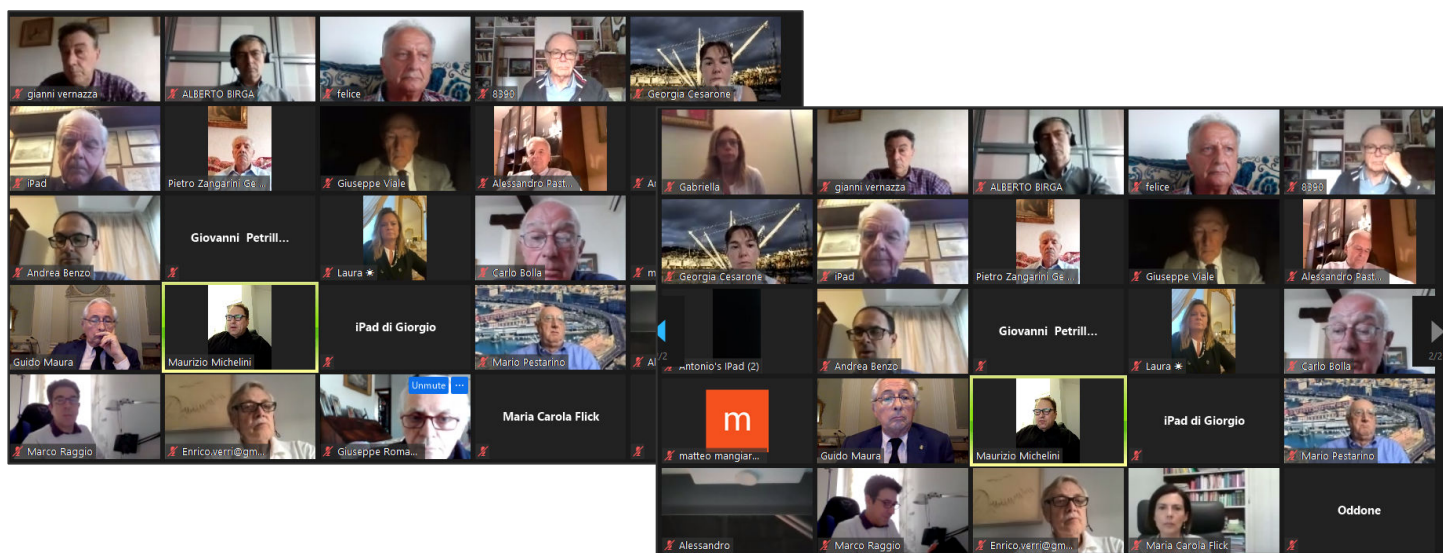 gianni vernazza
ALBERTO BIRGA
felice
8390
Georgia Cesarone
iPad
Pietro Zangarini Ge ...
Giuseppe Viale
Alessandro Past...
Andrea Benzo
Giovanni Petrill...
Laura ☀
Carlo Bolla
m
Guido Maura
Maurizio Michelini
iPad di Giorgio
Mario Pestarino
Al
Marco Raggio
Enrico.verri@gm...
Unmute ...
Giuseppe Roma...
Maria Carola Flick
Gabriella
gianni vernazza
ALBERTO BIRGA
felice
8390
Georgia Cesarone
iPad
Pietro Zangarini Ge ...
Giuseppe Viale
Alessandro Past...
2/2
Antonio's iPad (2)
Andrea Benzo
Giovanni Petrill...
Laura ☀
Carlo Bolla
2/2
m
matteo mangiar...
Guido Maura
Maurizio Michelini
iPad di Giorgio
Mario Pestarino
Alessandro
Marco Raggio
Enrico.verri@gm...
Maria Carola Flick
Oddone